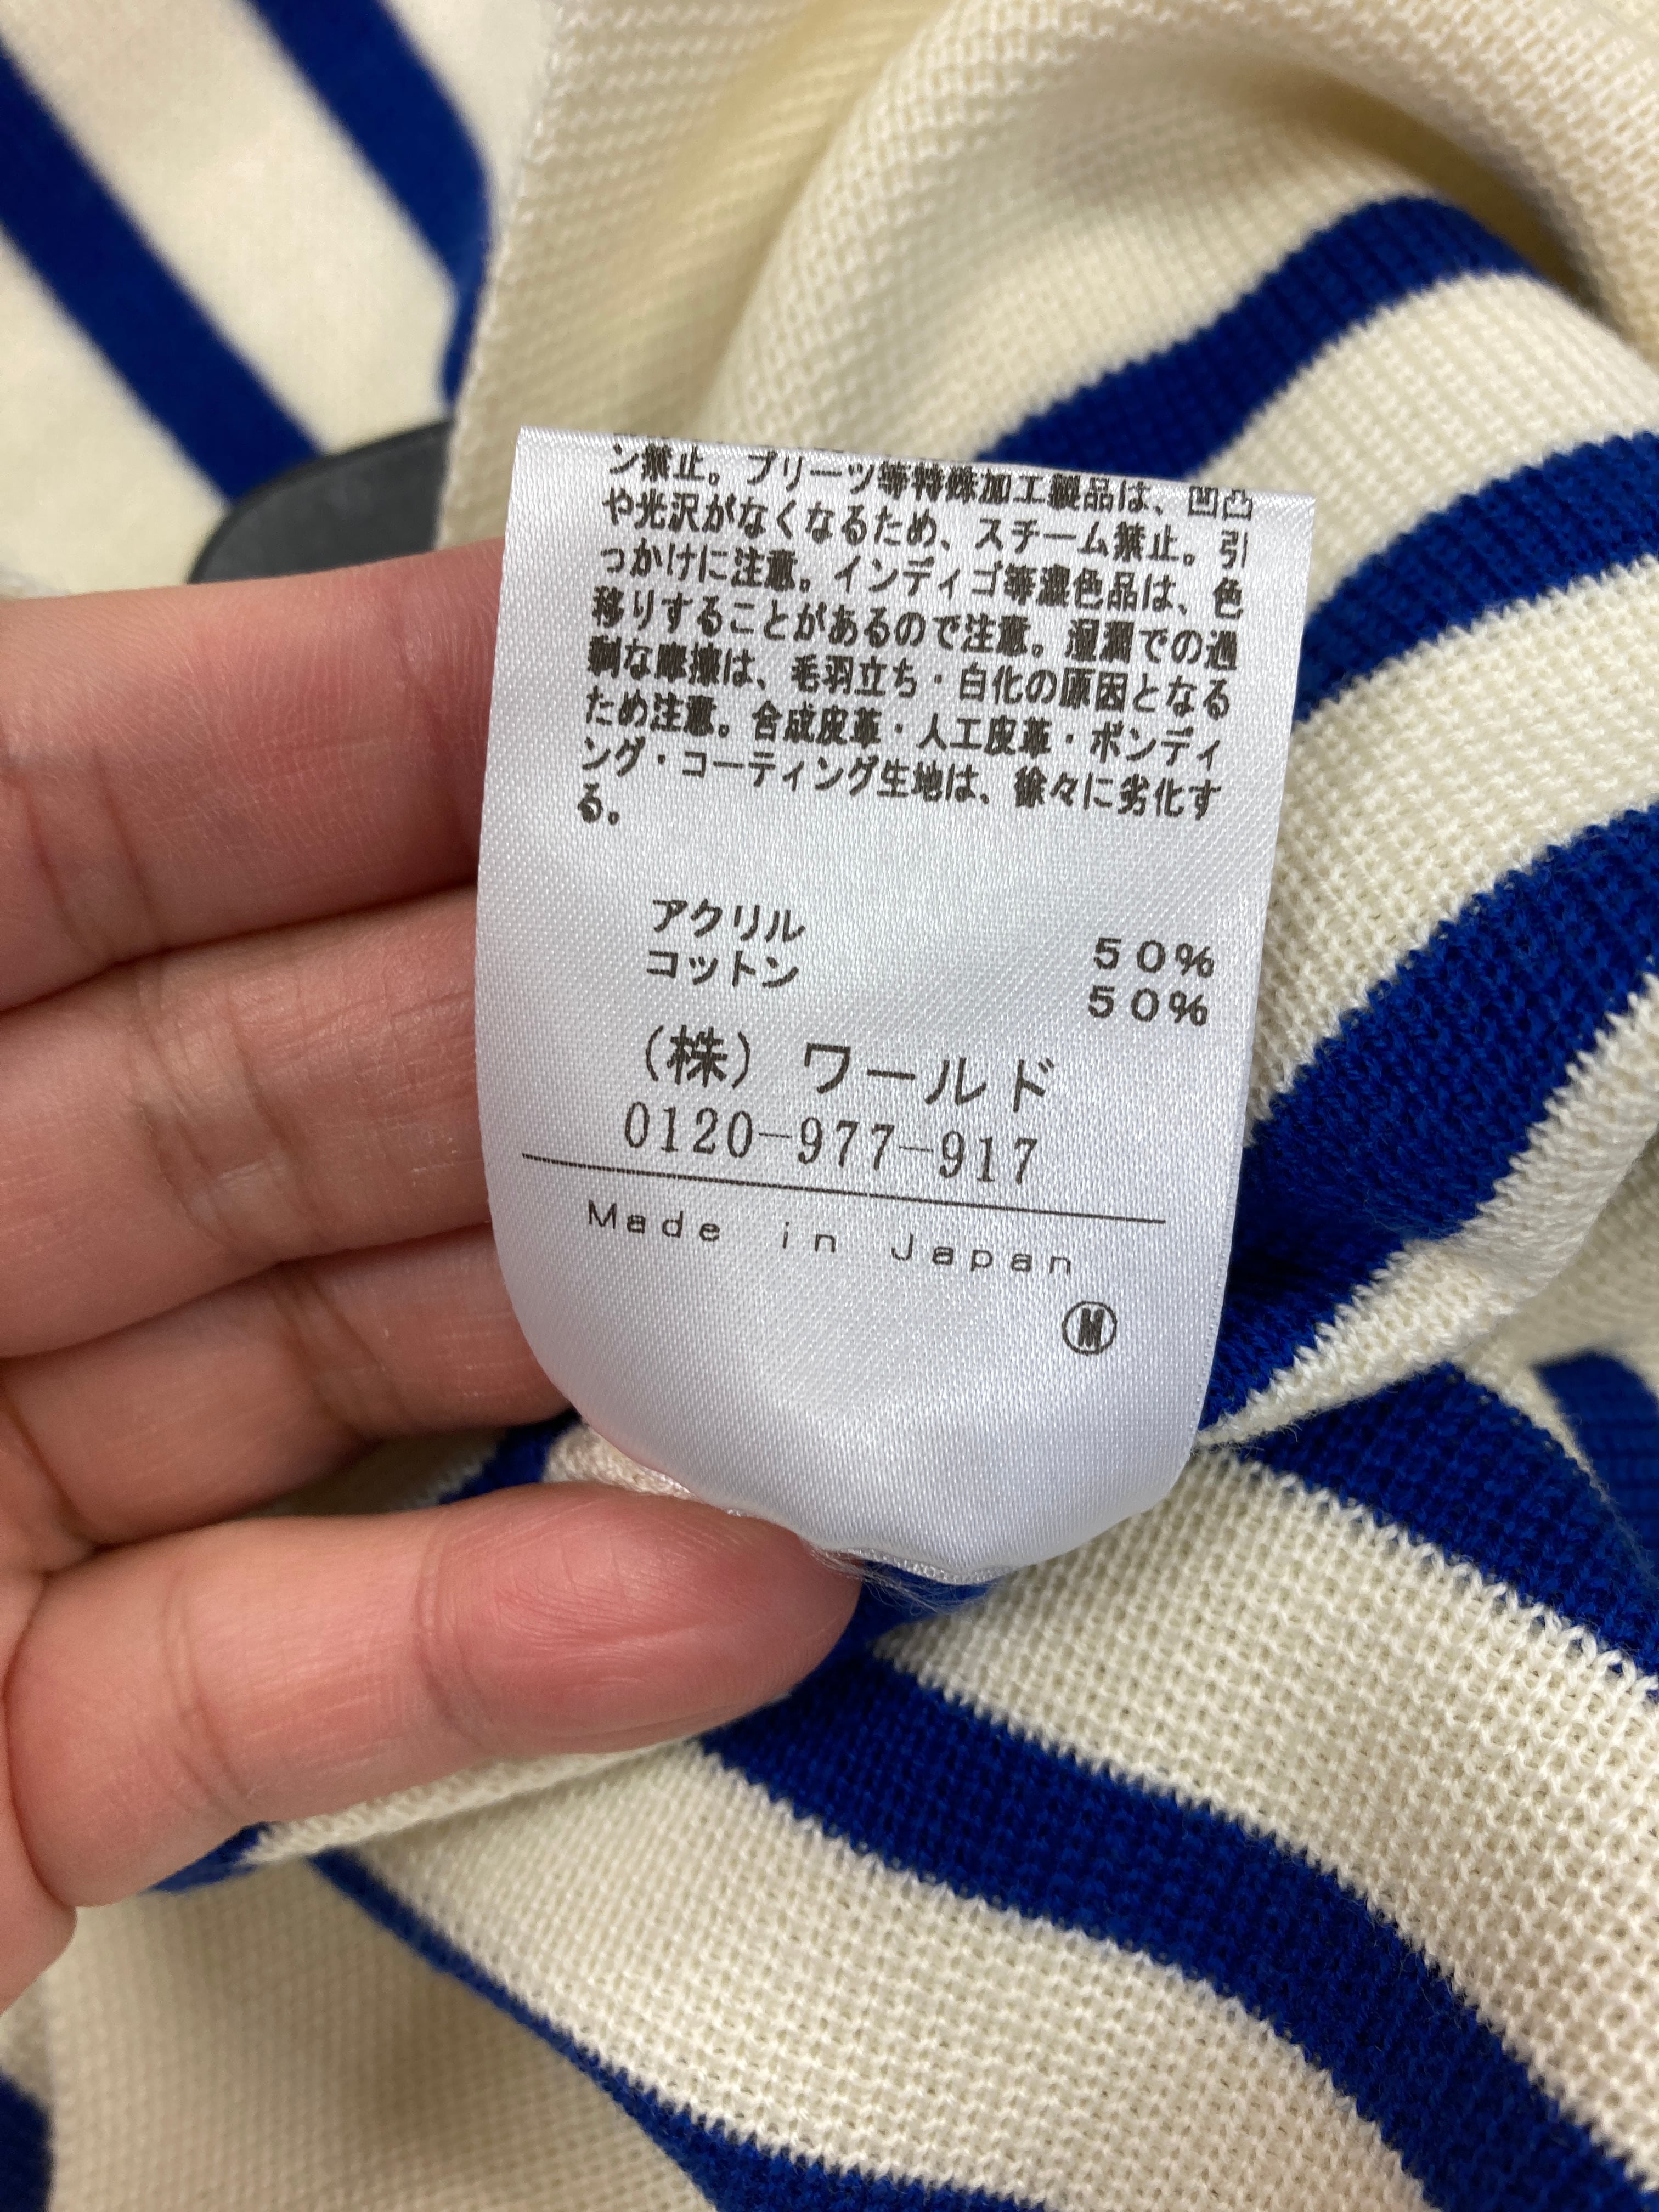 ン禁止。プリーツ等特殊加工製品は、凹凸
や光沢がなくなるため、スチーム禁止。引
っかけに注意。インディゴ等濃色品は、色
移りすることがあるので注意。湿潤での過
剰な摩擦は、毛羽立ち・白化の原因となる
ため注意。合成皮革・人工皮革・ボンディ
ング・コーティング生地は、徐々に劣化す
る。
アクリル 50%
コットン 50%
(株) ワールド
0120-977-917
Made in Japan
Ⓜ